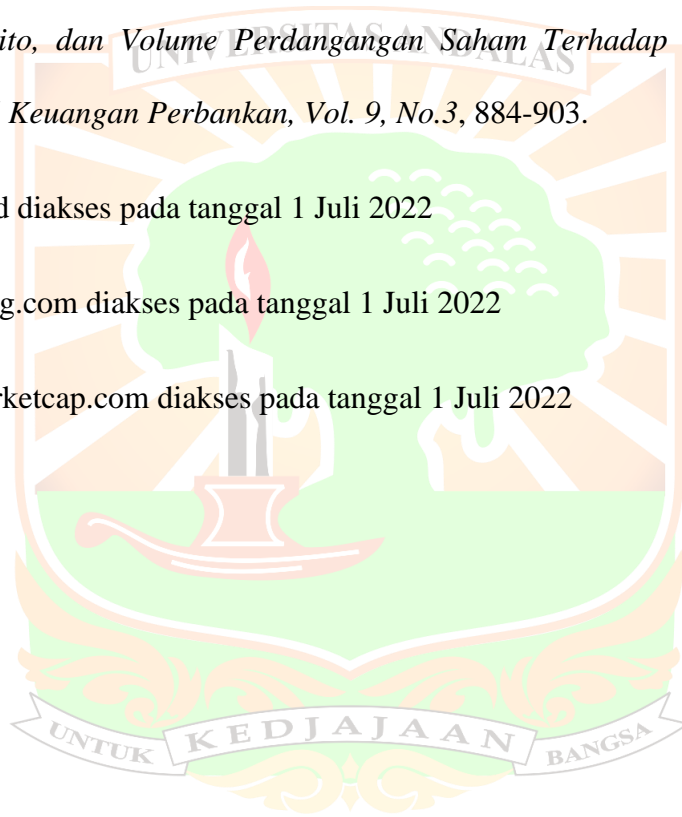 ito, dan Volume Perdangangan Saham Terhadap
UNIVERSITAS ANDALAS
Keuangan Perbankan, Vol. 9, No.3, 884-903.
d diakses pada tanggal 1 Juli 2022
g.com diakses pada tanggal 1 Juli 2022
rketcap.com diakses pada tanggal 1 Juli 2022
UNTUK KEDJAJAAN BANGSA